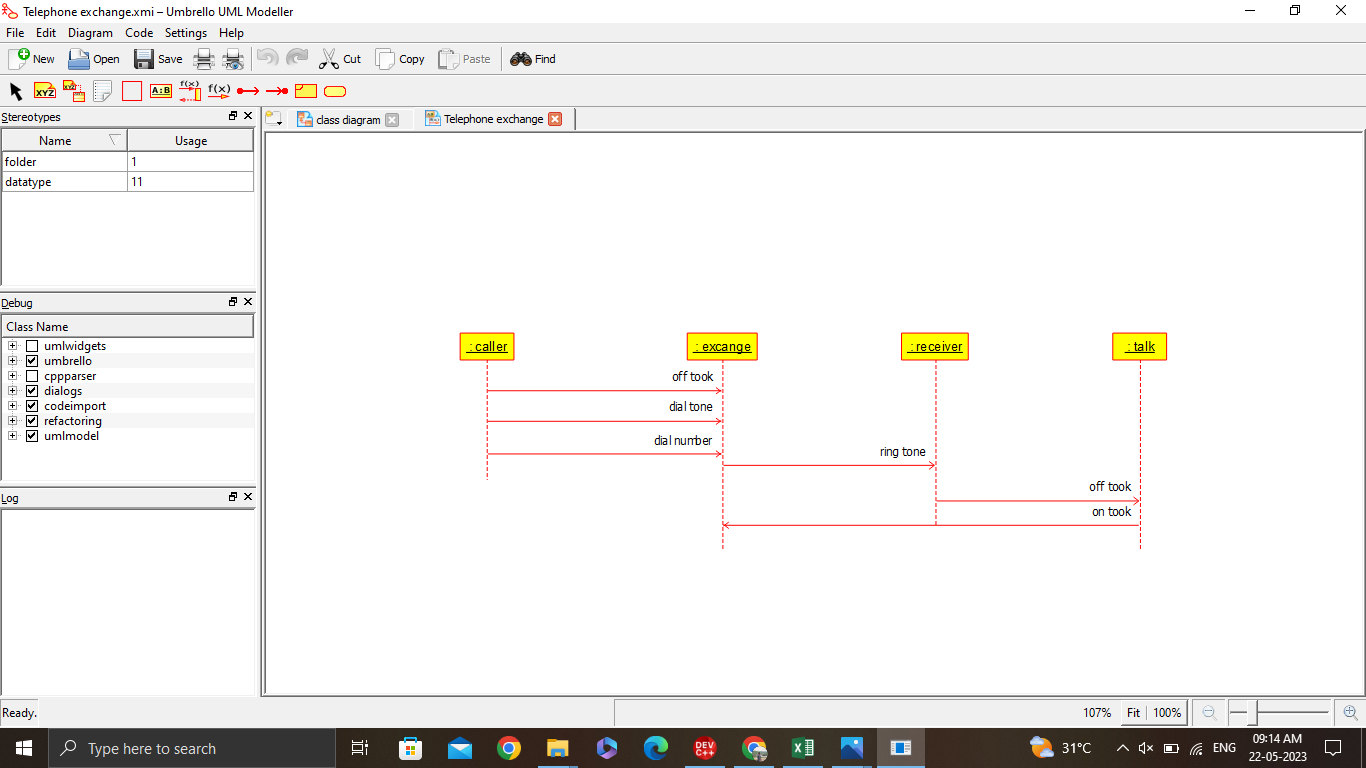 Telephone exchange.xmi – Umbrello UML Modeller
File Edit Diagram Code Settings Help
New Open Save Cut Copy Paste Find
XYZ XYZ A:B f(x) f(x)
Stereotypes
Name Usage
folder 1
datatype 11
Debug
Class Name
umlwidgets
umbrello
cppparser
dialogs
codeimport
refactoring
umlmodel
Log
class diagram Telephone exchange
: caller : excange : receiver : talk
off took
dial tone
dial number
ring tone
off took
on took
Ready. 107% Fit 100%
Type here to search
DEV C++
31°C ENG
09:14 AM
22-05-2023